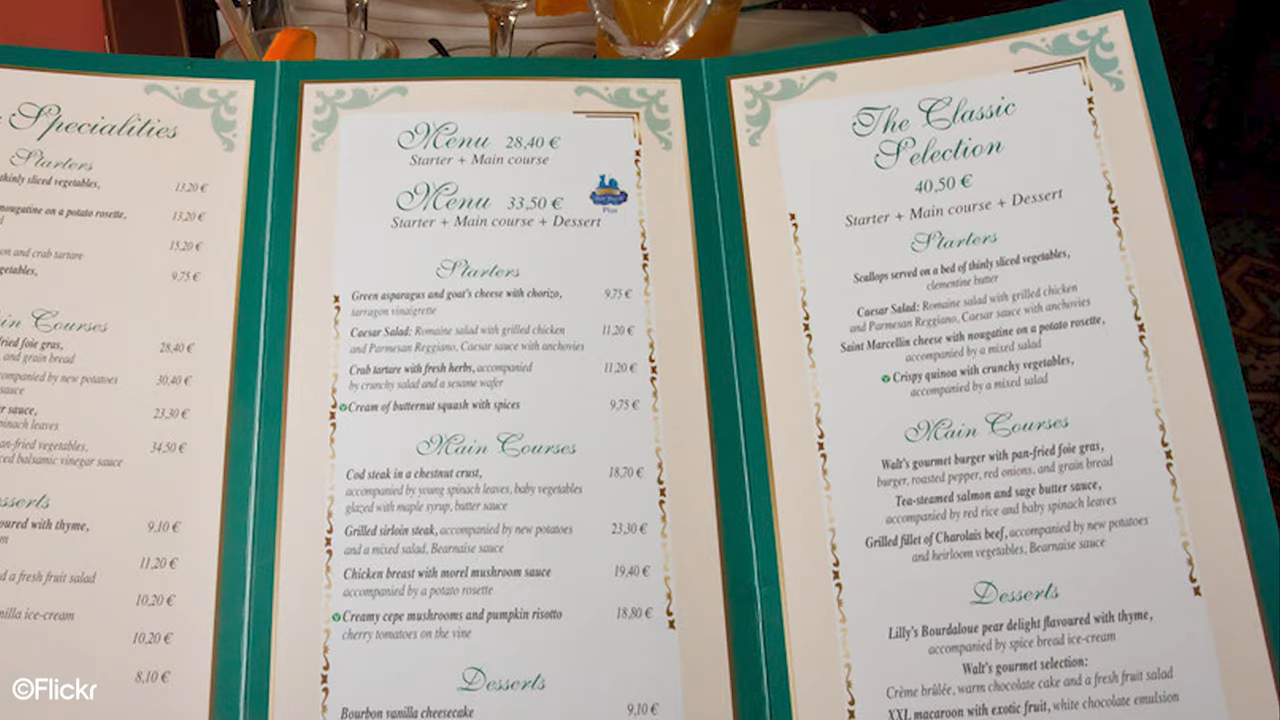 Specialities
Starters
thinly sliced vegetables,
13,20 €
nougatine on a potato rosette,
13,20 €
on and crab tartare
15,20 €
getables,
9,75 €
in Courses
fried foie gras,
and grain bread
28,40 €
companied by new potatoes
sauce
30,40 €
r sauce,
inach leaves
23,30 €
an-fried vegetables,
ced balsamic vinegar sauce
34,50 €
sserts
oured with thyme,
m
9,10 €
11,20 €
d a fresh fruit salad
10,20 €
nilla ice-cream
10,20 €
8,10 €
©Flickr
Menu 28,40 €
Starter + Main course
Menu 33,50 €
Starter + Main course + Dessert
Plus
Starters
Green asparagus and goat's cheese with chorizo, 9,75 €
tarragon vinaigrette
Caesar Salad: Romaine salad with grilled chicken 11,20 €
and Parmesan Reggiano, Caesar sauce with anchovies
Crab tartare with fresh herbs, accompanied 11,20 €
by crunchy salad and a sesame wafer
Cream of butternut squash with spices 9,75 €
Main Courses
Cod steak in a chestnut crust, 18,70 €
accompanied by young spinach leaves, baby vegetables
glazed with maple syrup, butter sauce
Grilled sirloin steak, accompanied by new potatoes 23,30 €
and a mixed salad, Bearnaise sauce
Chicken breast with morel mushroom sauce 19,40 €
accompanied by a potato rosette
Creamy cepe mushrooms and pumpkin risotto 18,80 €
cherry tomatoes on the vine
Desserts
Bourbon vanilla cheesecake 9,10 €
The Classic
Selection
40,50 €
Starter + Main course + Dessert
Starters
Scallops served on a bed of thinly sliced vegetables,
clementine butter
Caesar Salad: Romaine salad with grilled chicken
and Parmesan Reggiano, Caesar sauce with anchovies
Saint Marcellin cheese with nougatine on a potato rosette,
accompanied by a mixed salad
Crispy quinoa with crunchy vegetables,
accompanied by a mixed salad
Main Courses
Walt's gourmet burger with pan-fried foie gras,
burger, roasted pepper, red onions, and grain bread
Tea-steamed salmon and sage butter sauce,
accompanied by red rice and baby spinach leaves
Grilled fillet of Charolais beef, accompanied by new potatoes
and heirloom vegetables, Bearnaise sauce
Desserts
Lilly's Bourdaloue pear delight flavoured with thyme,
accompanied by spice bread ice-cream
Walt's gourmet selection:
Crème brûlée, warm chocolate cake and a fresh fruit salad
XXL macaroon with exotic fruit, white chocolate emulsion